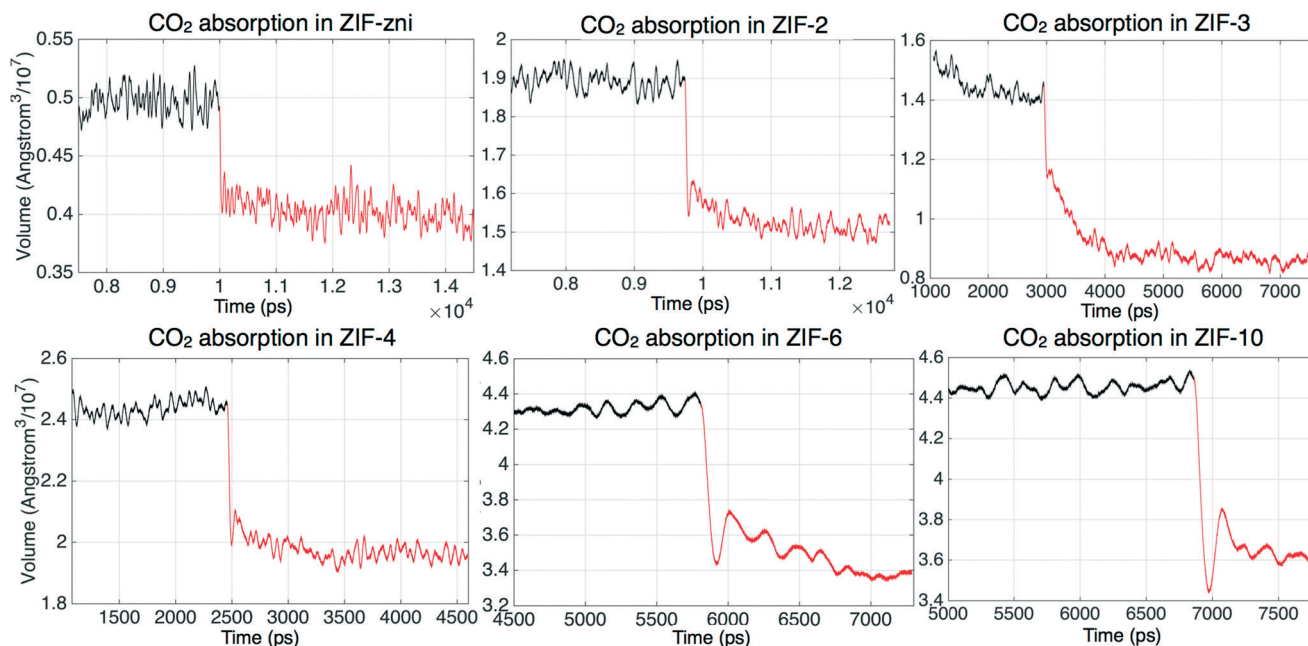 CO₂ absorption in ZIF-zni
Volume (Angstrom³/10⁷)
0.55
0.5
0.45
0.4
0.35
0.8 0.9 1 1.1 1.2 1.3 1.4
Time (ps)
×10⁴
CO₂ absorption in ZIF-2
2
1.9
1.8
1.7
1.6
1.5
1.4
0.8 0.9 1 1.1 1.2
Time (ps)
×10⁴
CO₂ absorption in ZIF-3
1.6
1.4
1.2
1
0.8
1000 2000 3000 4000 5000 6000 7000
Time (ps)
CO₂ absorption in ZIF-4
Volume (Angstrom³/10⁷)
2.6
2.4
2.2
2
1.8
1500 2000 2500 3000 3500 4000 4500
Time (ps)
CO₂ absorption in ZIF-6
4.6
4.4
4.2
4
3.8
3.6
3.4
3.2
4500 5000 5500 6000 6500 7000
Time (ps)
CO₂ absorption in ZIF-10
4.6
4.4
4.2
4
3.8
3.6
3.4
5000 5500 6000 6500 7000 7500
Time (ps)